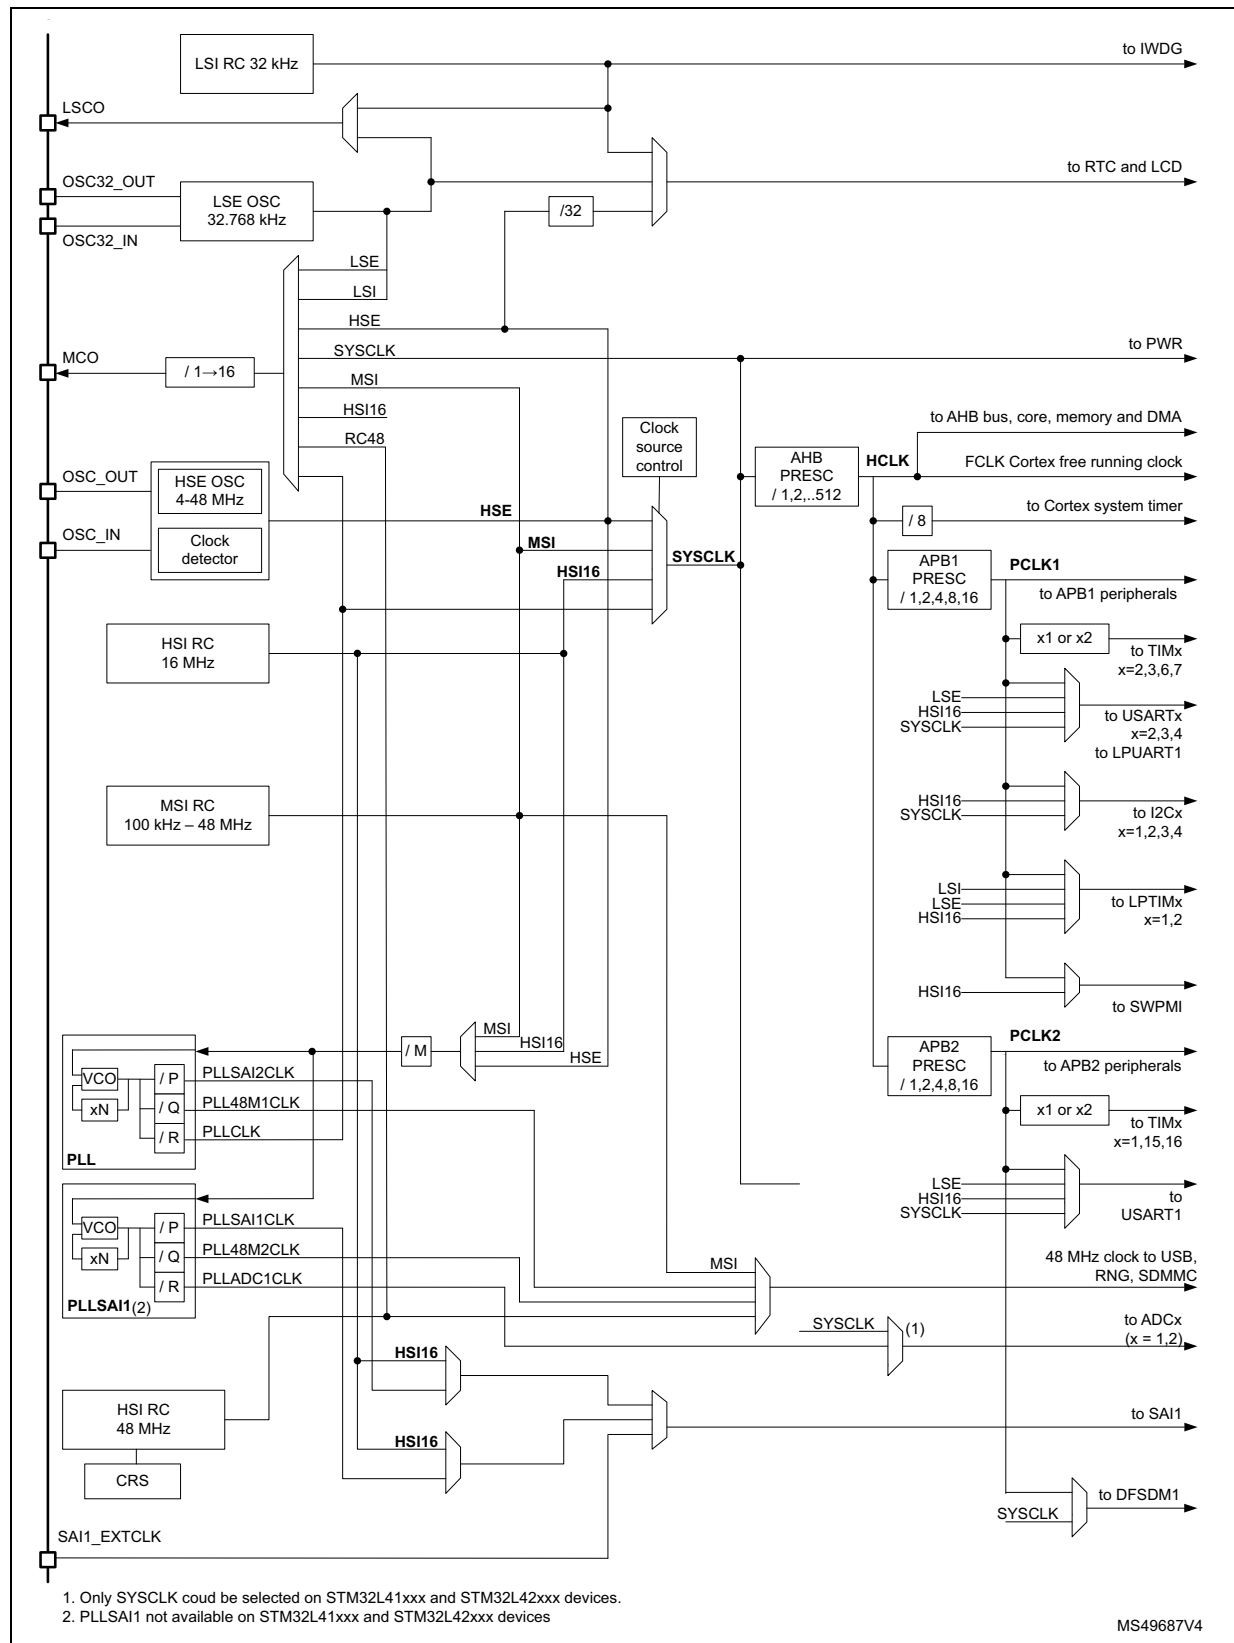 LSI RC 32 kHz
to IWDG
LSCO
OSC32_OUT
to RTC and LCD
LSE OSC
32.768 kHz
/32
OSC32_IN
LSE
LSI
HSE
MCO
SYSCLK
to PWR
/ 1→16
MSI
HSI16
to AHB bus, core, memory and DMA
RC48
Clock
source
control
AHB
PRESC
/ 1,2,..512
HCLK
FCLK Cortex free running clock
OSC_OUT
HSE OSC
4-48 MHz
HSE
/ 8
to Cortex system timer
OSC_IN
Clock
detector
MSI
SYSCLK
HSI16
APB1
PRESC
/ 1,2,4,8,16
PCLK1
to APB1 peripherals
HSI RC
16 MHz
x1 or x2
to TIMx
x=2,3,6,7
LSE
HSI16
SYSCLK
to USARTx
x=2,3,4
to LPUART1
MSI RC
100 kHz – 48 MHz
HSI16
SYSCLK
to I2Cx
x=1,2,3,4
LSI
LSE
HSI16
to LPTIMx
x=1,2
HSI16
to SWPMI
MSI
HSI16
HSE
/ M
APB2
PRESC
/ 1,2,4,8,16
PCLK2
to APB2 peripherals
VCO
xN
/ P
/ Q
/ R
PLLSAI2CLK
PLL48M1CLK
PLLCLK
PLL
x1 or x2
to TIMx
x=1,15,16
LSE
HSI16
SYSCLK
to
USART1
VCO
xN
/ P
/ Q
/ R
PLLSAI1CLK
PLL48M2CLK
PLLADC1CLK
PLLSAI1(2)
MSI
48 MHz clock to USB,
RNG, SDMMC
SYSCLK
(1)
to ADCx
(x = 1,2)
HSI16
HSI RC
48 MHz
to SAI1
HSI16
CRS
to DFSDM1
SYSCLK
SAI1_EXTCLK
1. Only SYSCLK coud be selected on STM32L41xxx and STM32L42xxx devices.
2. PLLSAI1 not available on STM32L41xxx and STM32L42xxx devices
MS49687V4